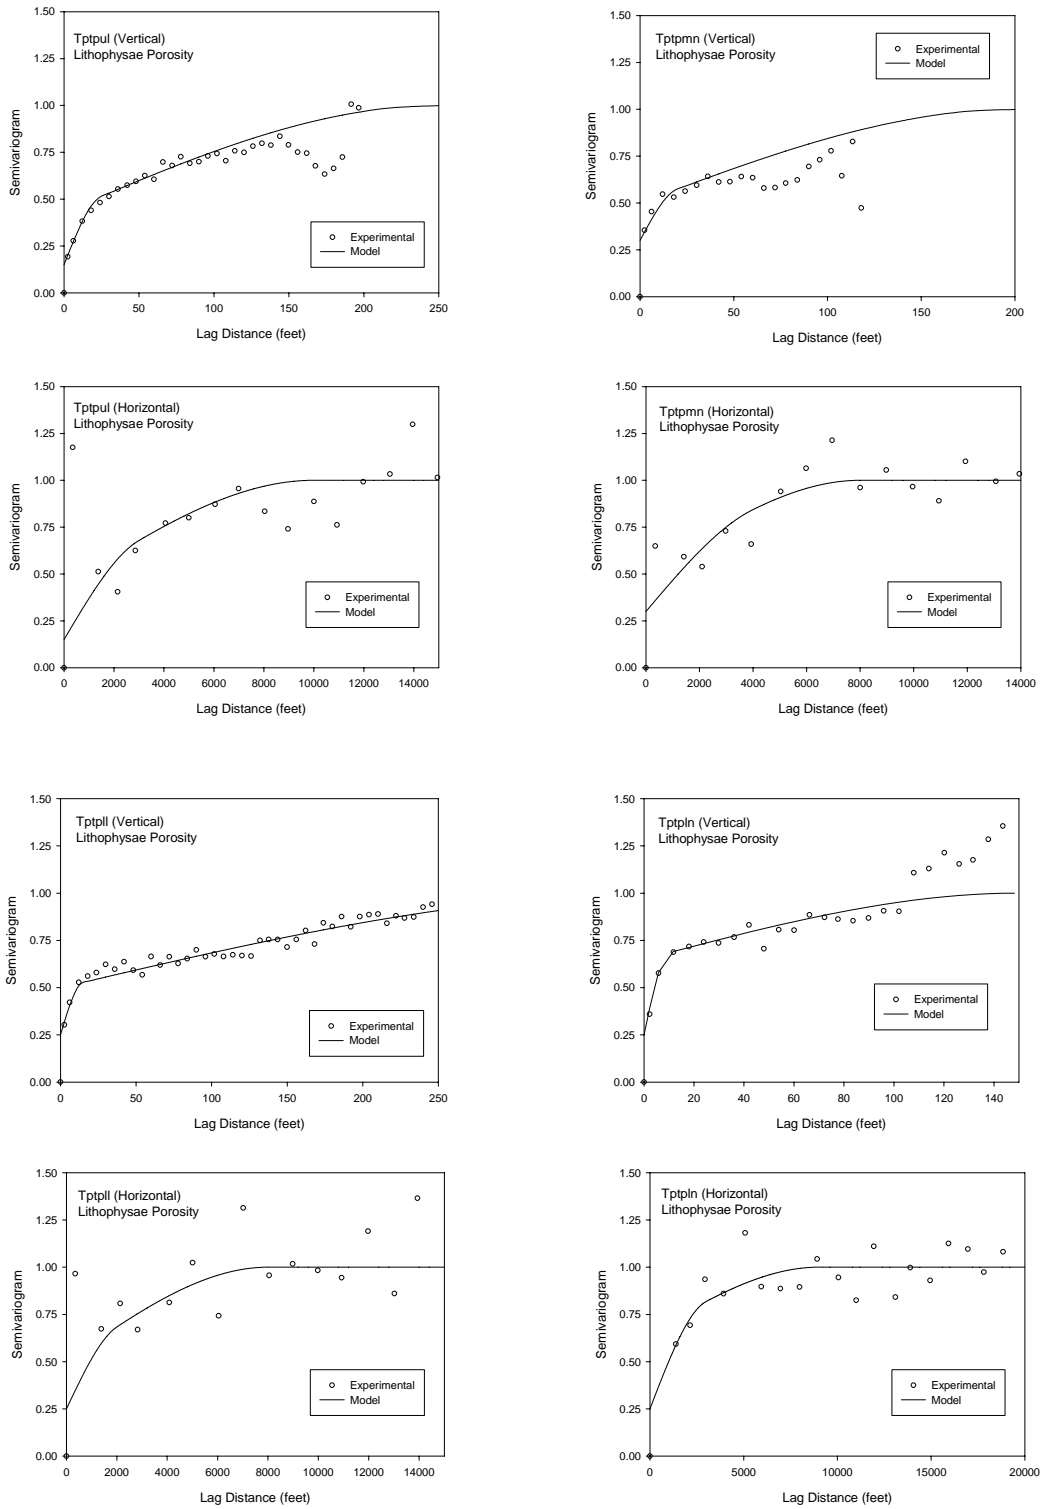 1.50
1.25
1.00
0.75
0.50
0.25
0.00
Semivariogram
Tptpul (Vertical)
Lithophysae Porosity
Experimental
Model
0 50 100 150 200 250
Lag Distance (feet)
1.50
1.25
1.00
0.75
0.50
0.25
0.00
Semivariogram
Tptpmn (Vertical)
Lithophysae Porosity
Experimental
Model
0 50 100 150 200
Lag Distance (feet)
1.50
1.25
1.00
0.75
0.50
0.25
0.00
Semivariogram
Tptpul (Horizontal)
Lithophysae Porosity
Experimental
Model
0 2000 4000 6000 8000 10000 12000 14000
Lag Distance (feet)
1.50
1.25
1.00
0.75
0.50
0.25
0.00
Semivariogram
Tptpmn (Horizontal)
Lithophysae Porosity
Experimental
Model
0 2000 4000 6000 8000 10000 12000 14000
Lag Distance (feet)
1.50
1.25
1.00
0.75
0.50
0.25
0.00
Semivariogram
Tptpll (Vertical)
Lithophysae Porosity
Experimental
Model
0 50 100 150 200 250
Lag Distance (feet)
1.50
1.25
1.00
0.75
0.50
0.25
0.00
Semivariogram
Tptpln (Vertical)
Lithophysae Porosity
Experimental
Model
0 20 40 60 80 100 120 140
Lag Distance (feet)
1.50
1.25
1.00
0.75
0.50
0.25
0.00
Semivariogram
Tptpll (Horizontal)
Lithophysae Porosity
Experimental
Model
0 2000 4000 6000 8000 10000 12000 14000
Lag Distance (feet)
1.50
1.25
1.00
0.75
0.50
0.25
0.00
Semivariogram
Tptpln (Horizontal)
Lithophysae Porosity
Experimental
Model
0 5000 10000 15000 20000
Lag Distance (feet)